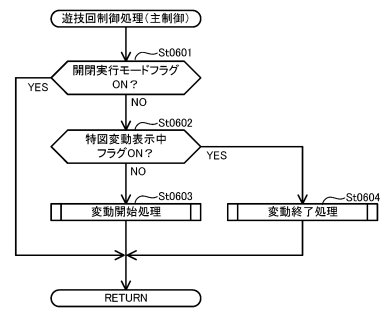 遊技回制御処理(主制御)
St0601
開閉実行モードフラグ
ON?
YES
NO
St0602
特図変動表示中
フラグON?
YES
NO
St0603
変動開始処理
St0604
変動終了処理
RETURN